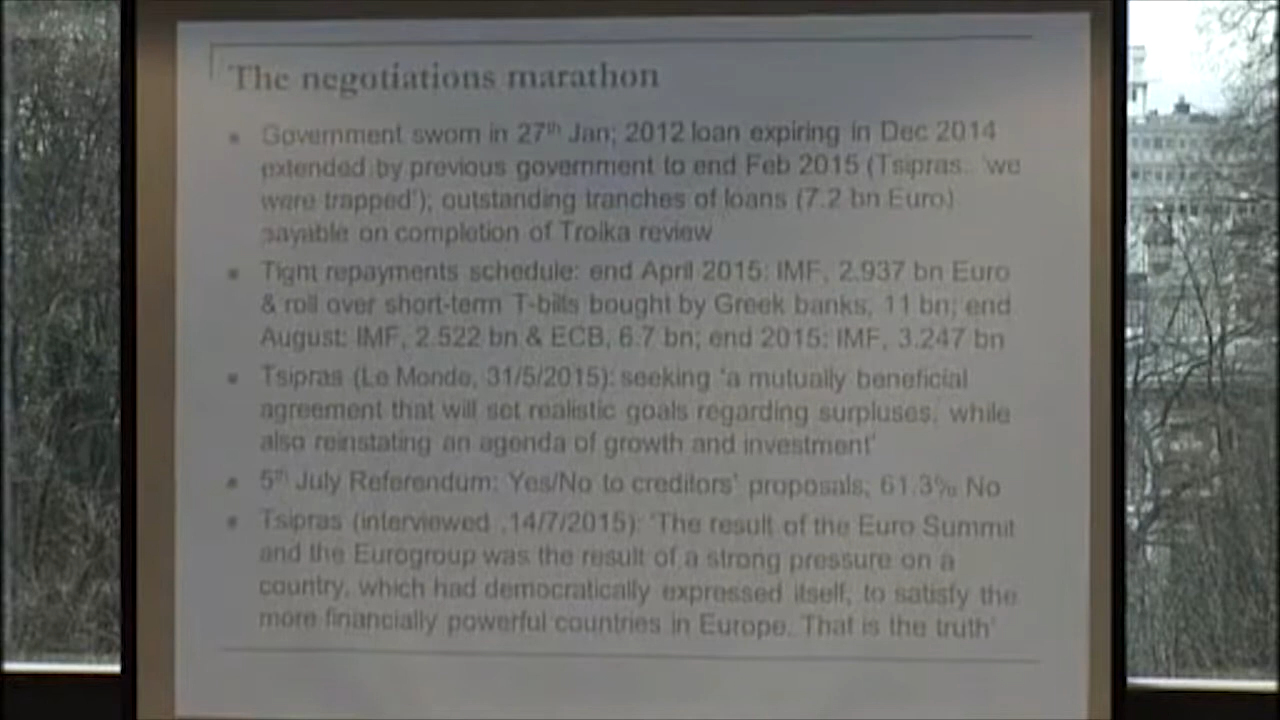 The negotiations marathon
▪ Government sworn in 27th Jan; 2012 loan expiring in Dec 2014
extended by previous government to end Feb 2015 (Tsipras: 'we
were trapped'); outstanding tranches of loans (7.2 bn Euro)
payable on completion of Troika review
▪ Tight repayments schedule: end April 2015: IMF, 2.937 bn Euro
& roll over short-term T-bills bought by Greek banks, 11 bn; end
August: IMF, 2.522 bn & ECB, 6.7 bn; end 2015: IMF, 3.247 bn
▪ Tsipras (Le Monde, 31/5/2015): seeking 'a mutually beneficial
agreement that will set realistic goals regarding surpluses, while
also reinstating an agenda of growth and investment'
▪ 5th July Referendum: Yes/No to creditors' proposals; 61.3% No
▪ Tsipras (interviewed ,14/7/2015): 'The result of the Euro Summit
and the Eurogroup was the result of a strong pressure on a
country, which had democratically expressed itself, to satisfy the
more financially powerful countries in Europe. That is the truth'